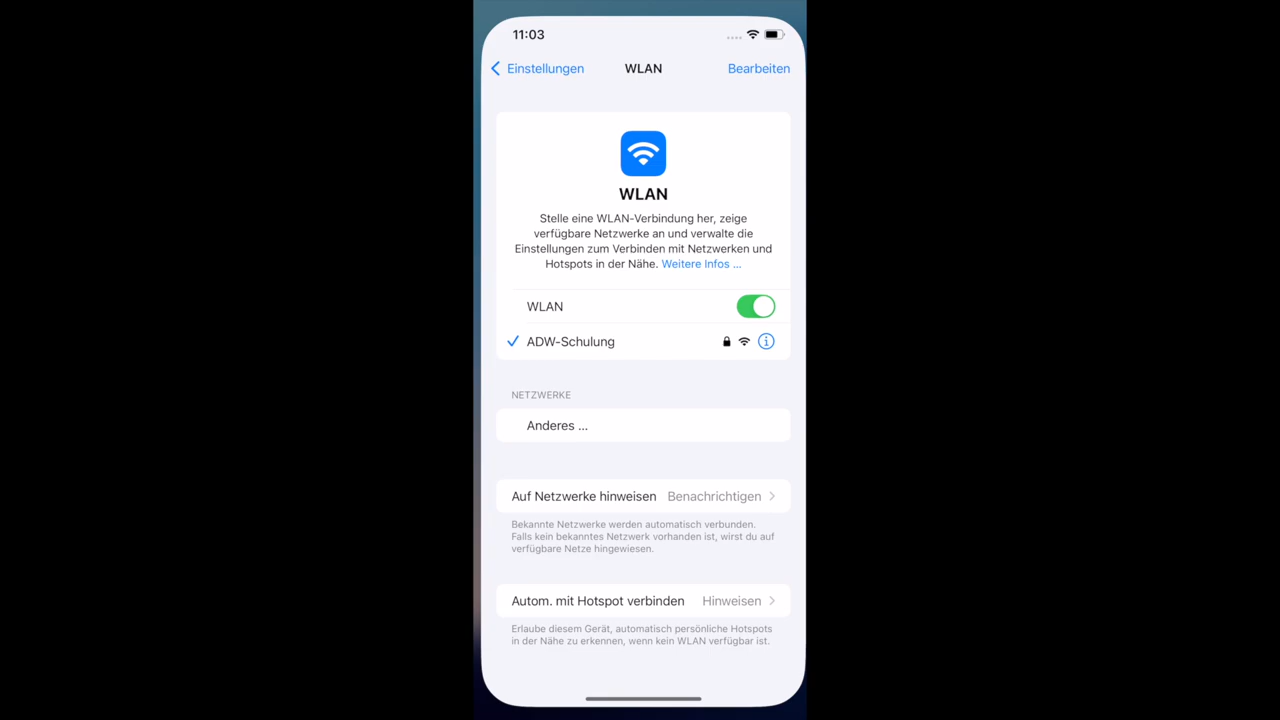 11:03
Einstellungen
WLAN
Bearbeiten
WLAN
Stelle eine WLAN-Verbindung her, zeige
verfügbare Netzwerke an und verwalte die
Einstellungen zum Verbinden mit Netzwerken und
Hotspots in der Nähe. Weitere Infos ...
WLAN
ADW-Schulung
NETZWERKE
Anderes ...
Auf Netzwerke hinweisen Benachrichtigen
Bekannte Netzwerke werden automatisch verbunden.
Falls kein bekanntes Netzwerk vorhanden ist, wirst du auf
verfügbare Netze hingewiesen.
Autom. mit Hotspot verbinden Hinweisen
Erlaube diesem Gerät, automatisch persönliche Hotspots
in der Nähe zu erkennen, wenn kein WLAN verfügbar ist.